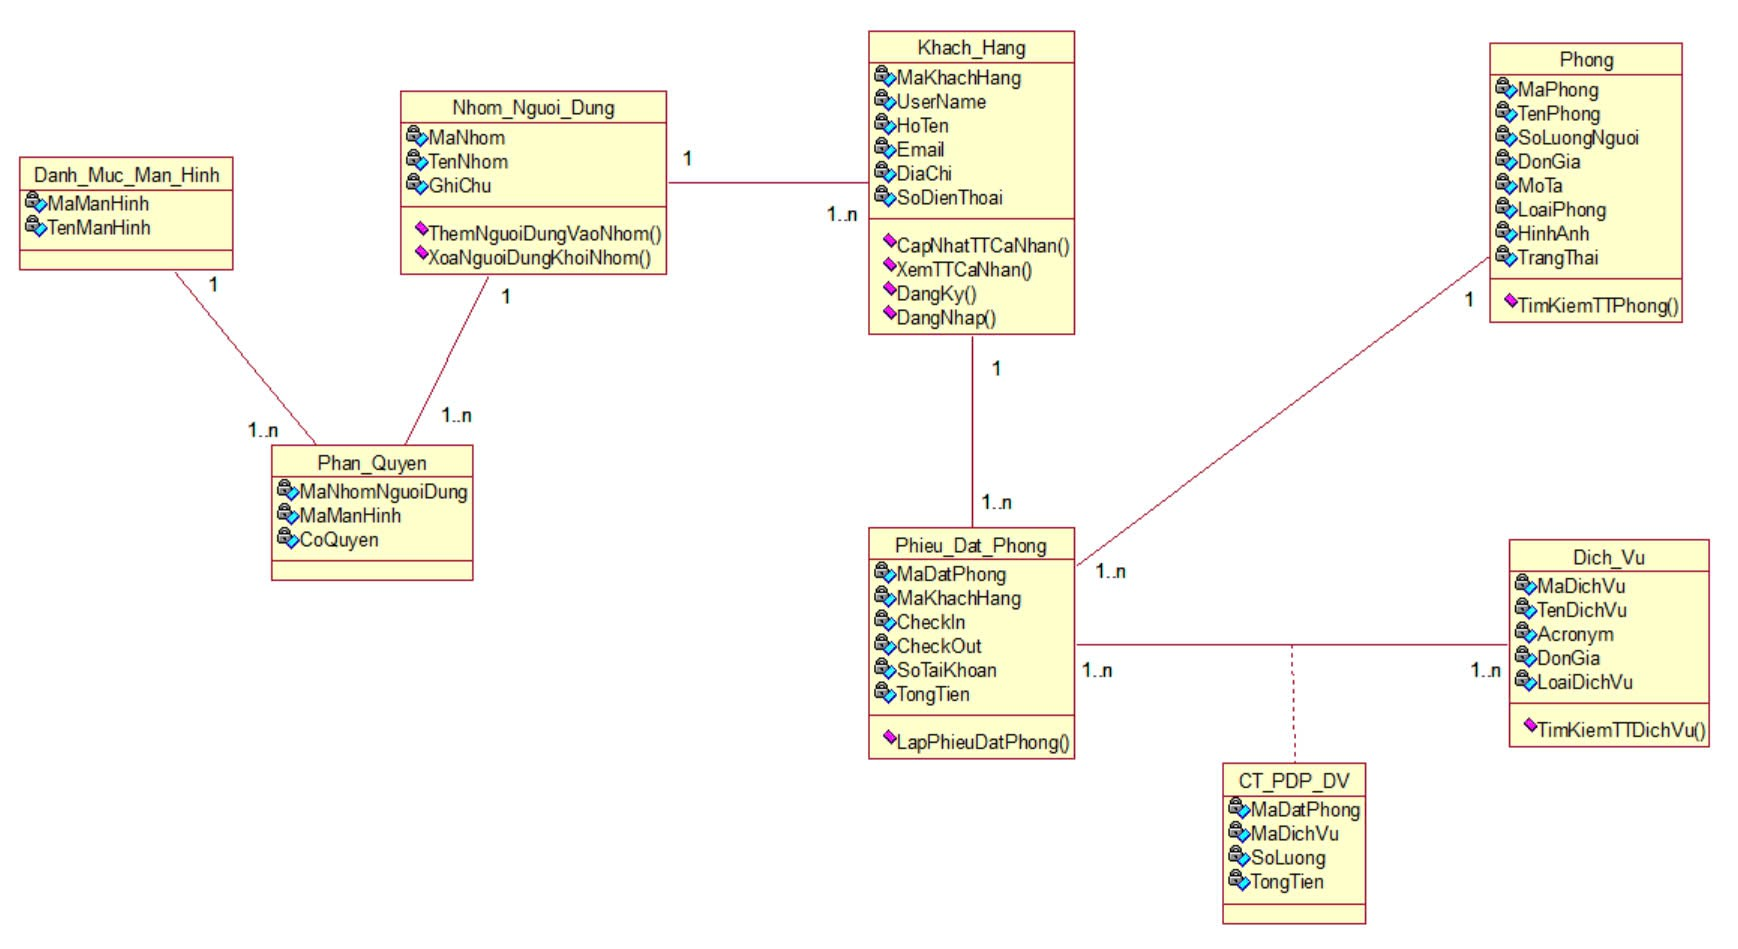 Danh_Muc_Man_Hinh
MaManHinh
TenManHinh
1
1..n
Nhom_Nguoi_Dung
MaNhom
TenNhom
GhiChu
ThemNguoiDungVaoNhom()
XoaNguoiDungKhoiNhom()
1
1..n
Phan_Quyen
MaNhomNguoiDung
MaManHinh
CoQuyen
1
1..n
Khach_Hang
MaKhachHang
UserName
HoTen
Email
DiaChi
SoDienThoai
CapNhatTTCaNhan()
XemTTCaNhan()
DangKy()
DangNhap()
1
1..n
Phieu_Dat_Phong
MaDatPhong
MaKhachHang
CheckIn
CheckOut
SoTaiKhoan
TongTien
LapPhieuDatPhong()
Phong
MaPhong
TenPhong
SoLuongNguoi
DonGia
MoTa
LoaiPhong
HinhAnh
TrangThai
TimKiemTTPhong()
1
1..n
1..n
1..n
Dich_Vu
MaDichVu
TenDichVu
Acronym
DonGia
LoaiDichVu
TimKiemTTDichVu()
CT_PDP_DV
MaDatPhong
MaDichVu
SoLuong
TongTien